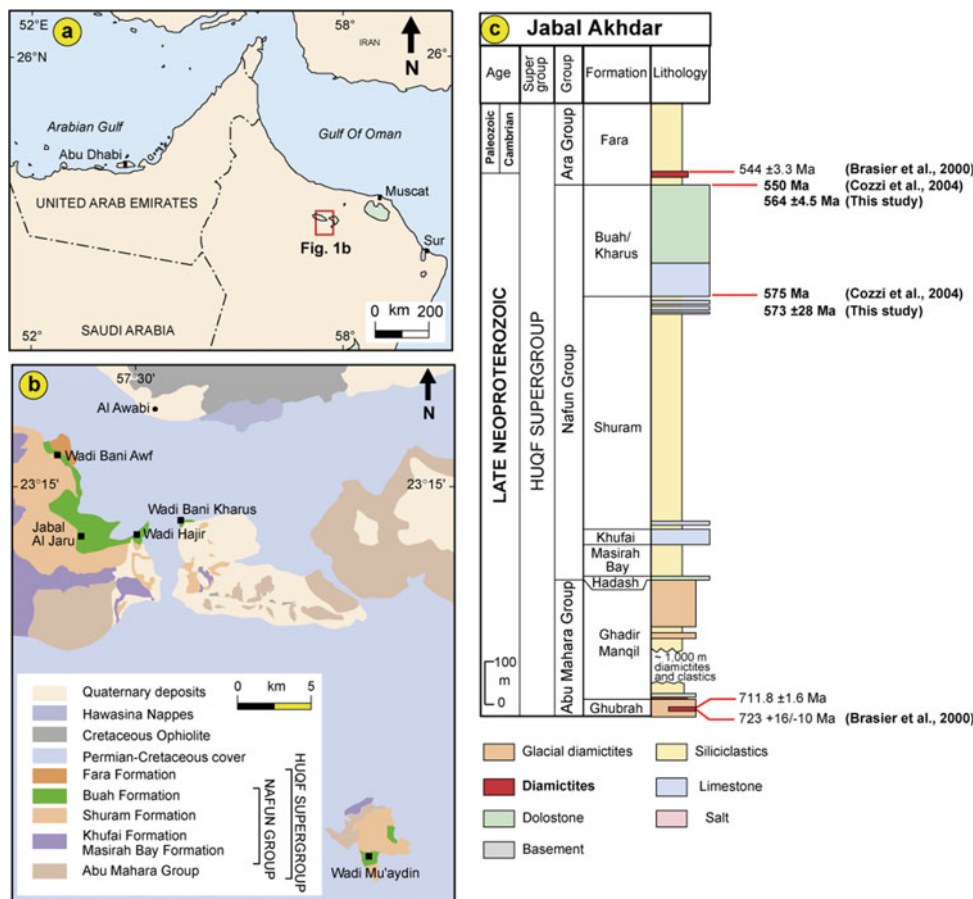 a
52°E
58°
IRAN
26°N
26°
N
Arabian Gulf
Gulf Of Oman
Abu Dhabi
Muscat
UNITED ARAB EMIRATES
Sur
Fig. 1b
0 km 200
SAUDI ARABIA
52°
58°
b
57°30'
Al Awabi
N
Wadi Bani Awf
23°15'
23°15'
Wadi Bani Kharus
Jabal
Al Jaru
Wadi Hajir
Quaternary deposits
Hawasina Nappes
Cretaceous Ophiolite
Permian-Cretaceous cover
Fara Formation
Buah Formation
Shuram Formation
Khufai Formation
Masirah Bay Formation
Abu Mahara Group
NAFUN GROUP
HUQF SUPERGROUP
0 km 5
Wadi Mu'aydin
c
Jabal Akhdar
Age
Super
group
Group
Formation
Lithology
Paleozoic
Cambrian
LATE NEOPROTEROZOIC
HUQF SUPERGROUP
Ara Group
Nafun Group
Abu Mahara Group
Fara
Buah/
Kharus
Shuram
Khufai
Masirah
Bay
Hadash
Ghadir
Manqil
Ghubrah
~ 1,000 m
diamictites
and clastics
100
m
0
544 ±3.3 Ma (Brasier et al., 2000)
550 Ma (Cozzi et al., 2004)
564 ±4.5 Ma (This study)
575 Ma (Cozzi et al., 2004)
573 ±28 Ma (This study)
711.8 ±1.6 Ma
723 +16/-10 Ma (Brasier et al., 2000)
Glacial diamictites
Siliciclastics
Diamictites
Limestone
Dolostone
Salt
Basement